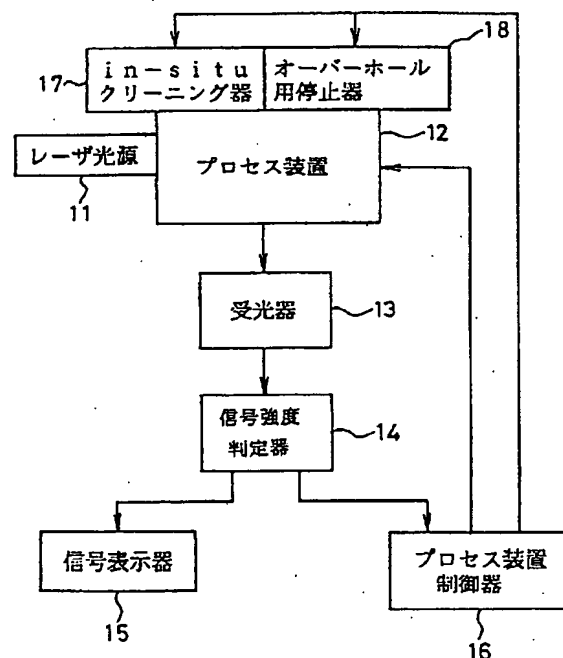 18
17
ｉｎ－ｓｉｔｕ
クリーニング器
オーバーホール
用停止器
12
レーザ光源
プロセス装置
11
受光器
13
信号強度
判定器
14
信号表示器
プロセス装置
制御器
15
16